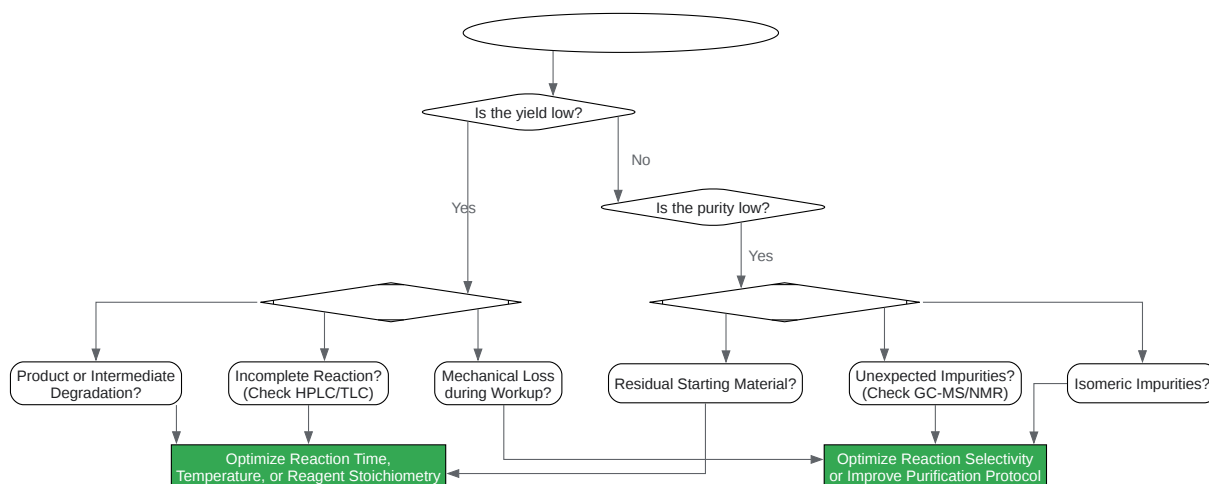 Is the yield low?
No
Yes
Is the purity low?
Yes
Product or Intermediate
Degradation?
Incomplete Reaction?
(Check HPLC/TLC)
Mechanical Loss
during Workup?
Residual Starting Material?
Unexpected Impurities?
(Check GC-MS/NMR)
Isomeric Impurities?
Optimize Reaction Time,
Temperature, or Reagent Stoichiometry
Optimize Reaction Selectivity
or Improve Purification Protocol